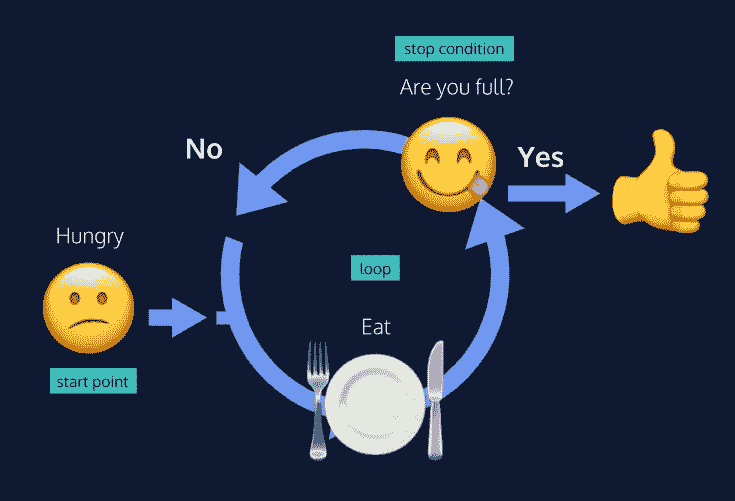 stop condition
Are you full?
No
Yes
Hungry
loop
Eat
start point